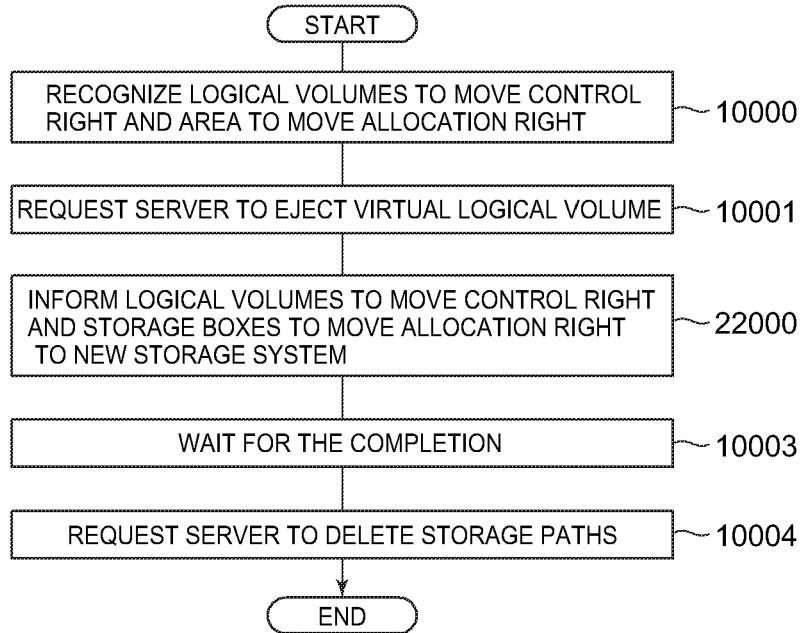 START
RECOGNIZE LOGICAL VOLUMES TO MOVE CONTROL
RIGHT AND AREA TO MOVE ALLOCATION RIGHT
10000
REQUEST SERVER TO EJECT VIRTUAL LOGICAL VOLUME
10001
INFORM LOGICAL VOLUMES TO MOVE CONTROL RIGHT
AND STORAGE BOXES TO MOVE ALLOCATION RIGHT
TO NEW STORAGE SYSTEM
22000
WAIT FOR THE COMPLETION
10003
REQUEST SERVER TO DELETE STORAGE PATHS
10004
END